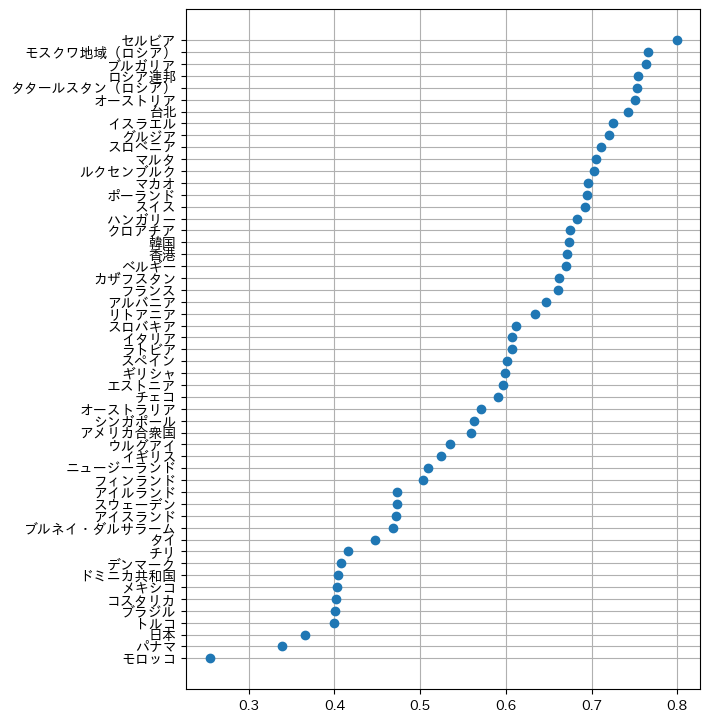 セルビア
モスクワ地域（ロシア）
ブルガリア
ロシア連邦
タタールスタン（ロシア）
オーストリア
台北
イスラエル
グルジア
スロベニア
マルタ
ルクセンブルク
マカオ
ポーランド
スイス
ハンガリー
クロアチア
韓国
香港
ベルギー
カザフスタン
フランス
アルバニア
リトアニア
スロバキア
イタリア
ラトビア
スペイン
ギリシャ
エストニア
チェコ
オーストラリア
シンガポール
アメリカ合衆国
ウルグアイ
イギリス
ニュージーランド
フィンランド
アイルランド
スウェーデン
アイスランド
ブルネイ・ダルサラーム
タイ
チリ
デンマーク
ドミニカ共和国
メキシコ
コスタリカ
ブラジル
トルコ
日本
パナマ
モロッコ
0.3 0.4 0.5 0.6 0.7 0.8